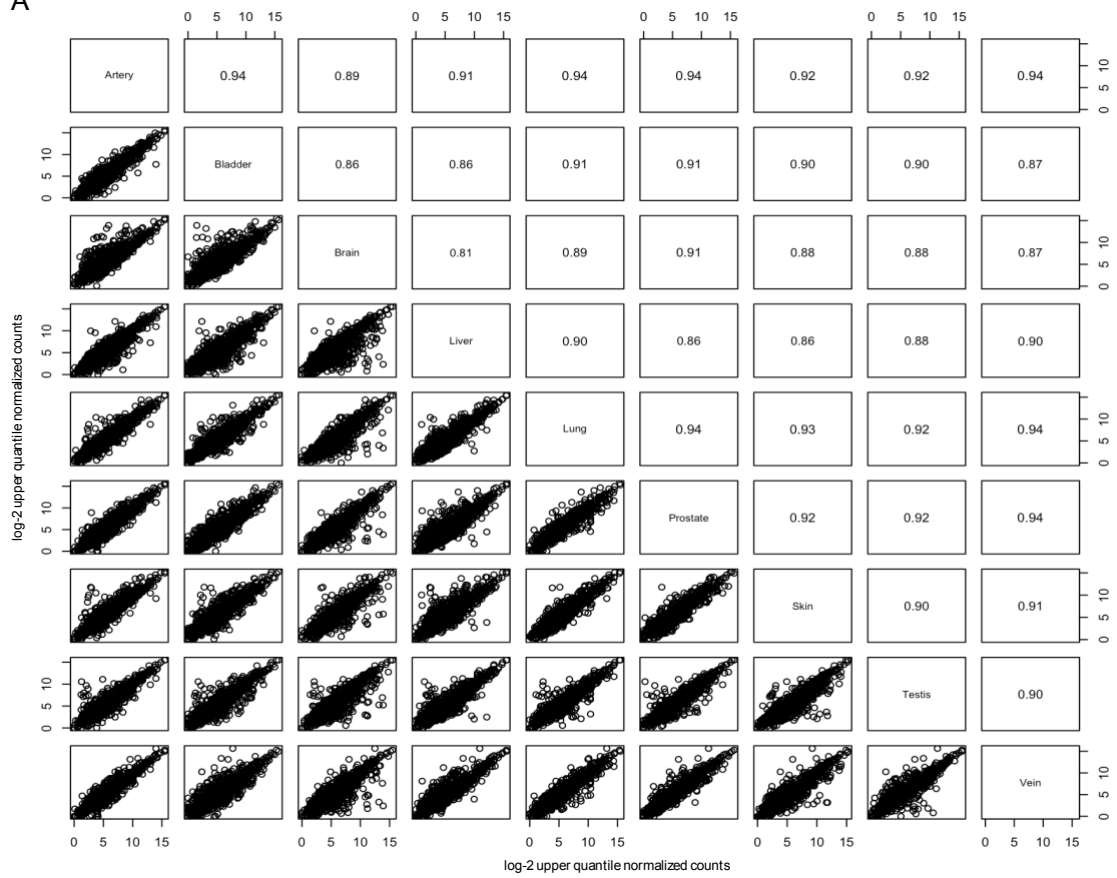 A
0 5 10 15 0 5 10 15 0 5 10 15 0 5 10 15
Artery 0.94 0.89 0.91 0.94 0.94 0.92 0.92 0.94
0 5 10
Bladder 0.86 0.86 0.91 0.91 0.90 0.90 0.87
0 5 10
Brain 0.81 0.89 0.91 0.88 0.88 0.87
0 5 10
Liver 0.90 0.86 0.86 0.88 0.90
0 5 10
Lung 0.94 0.93 0.92 0.94
0 5 10
Prostate 0.92 0.92 0.94
0 5 10
Skin 0.90 0.91
0 5 10
Testis 0.90
0 5 10
Vein
0 5 10
0 5 10 15 0 5 10 15 0 5 10 15 0 5 10 15 0 5 10 15
log-2 upper quantile normalized counts
log-2 upper quantile normalized counts